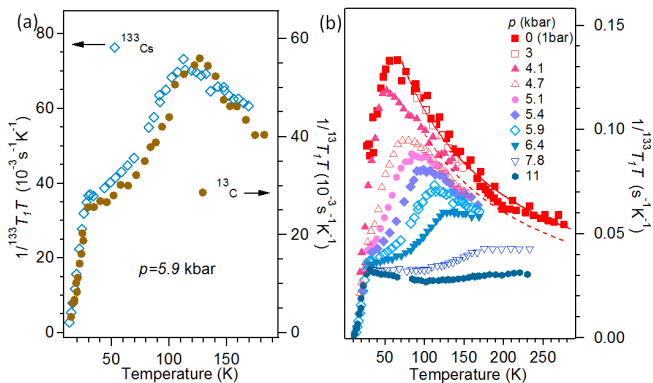 (a)
133Cs
13C
p=5.9 kbar
1/133T1T (10-3 s-1K-1)
80
60
40
20
0
1/13T1T (10-3 s-1K-1)
60
40
20
0
50 100 150
Temperature (K)
(b)
p (kbar)
0 (1bar)
3
4.1
4.7
5.1
5.4
5.9
6.4
7.8
11
1/133T1T (s-1K-1)
0.15
0.10
0.05
0.00
50 100 150 200 250
Temperature (K)